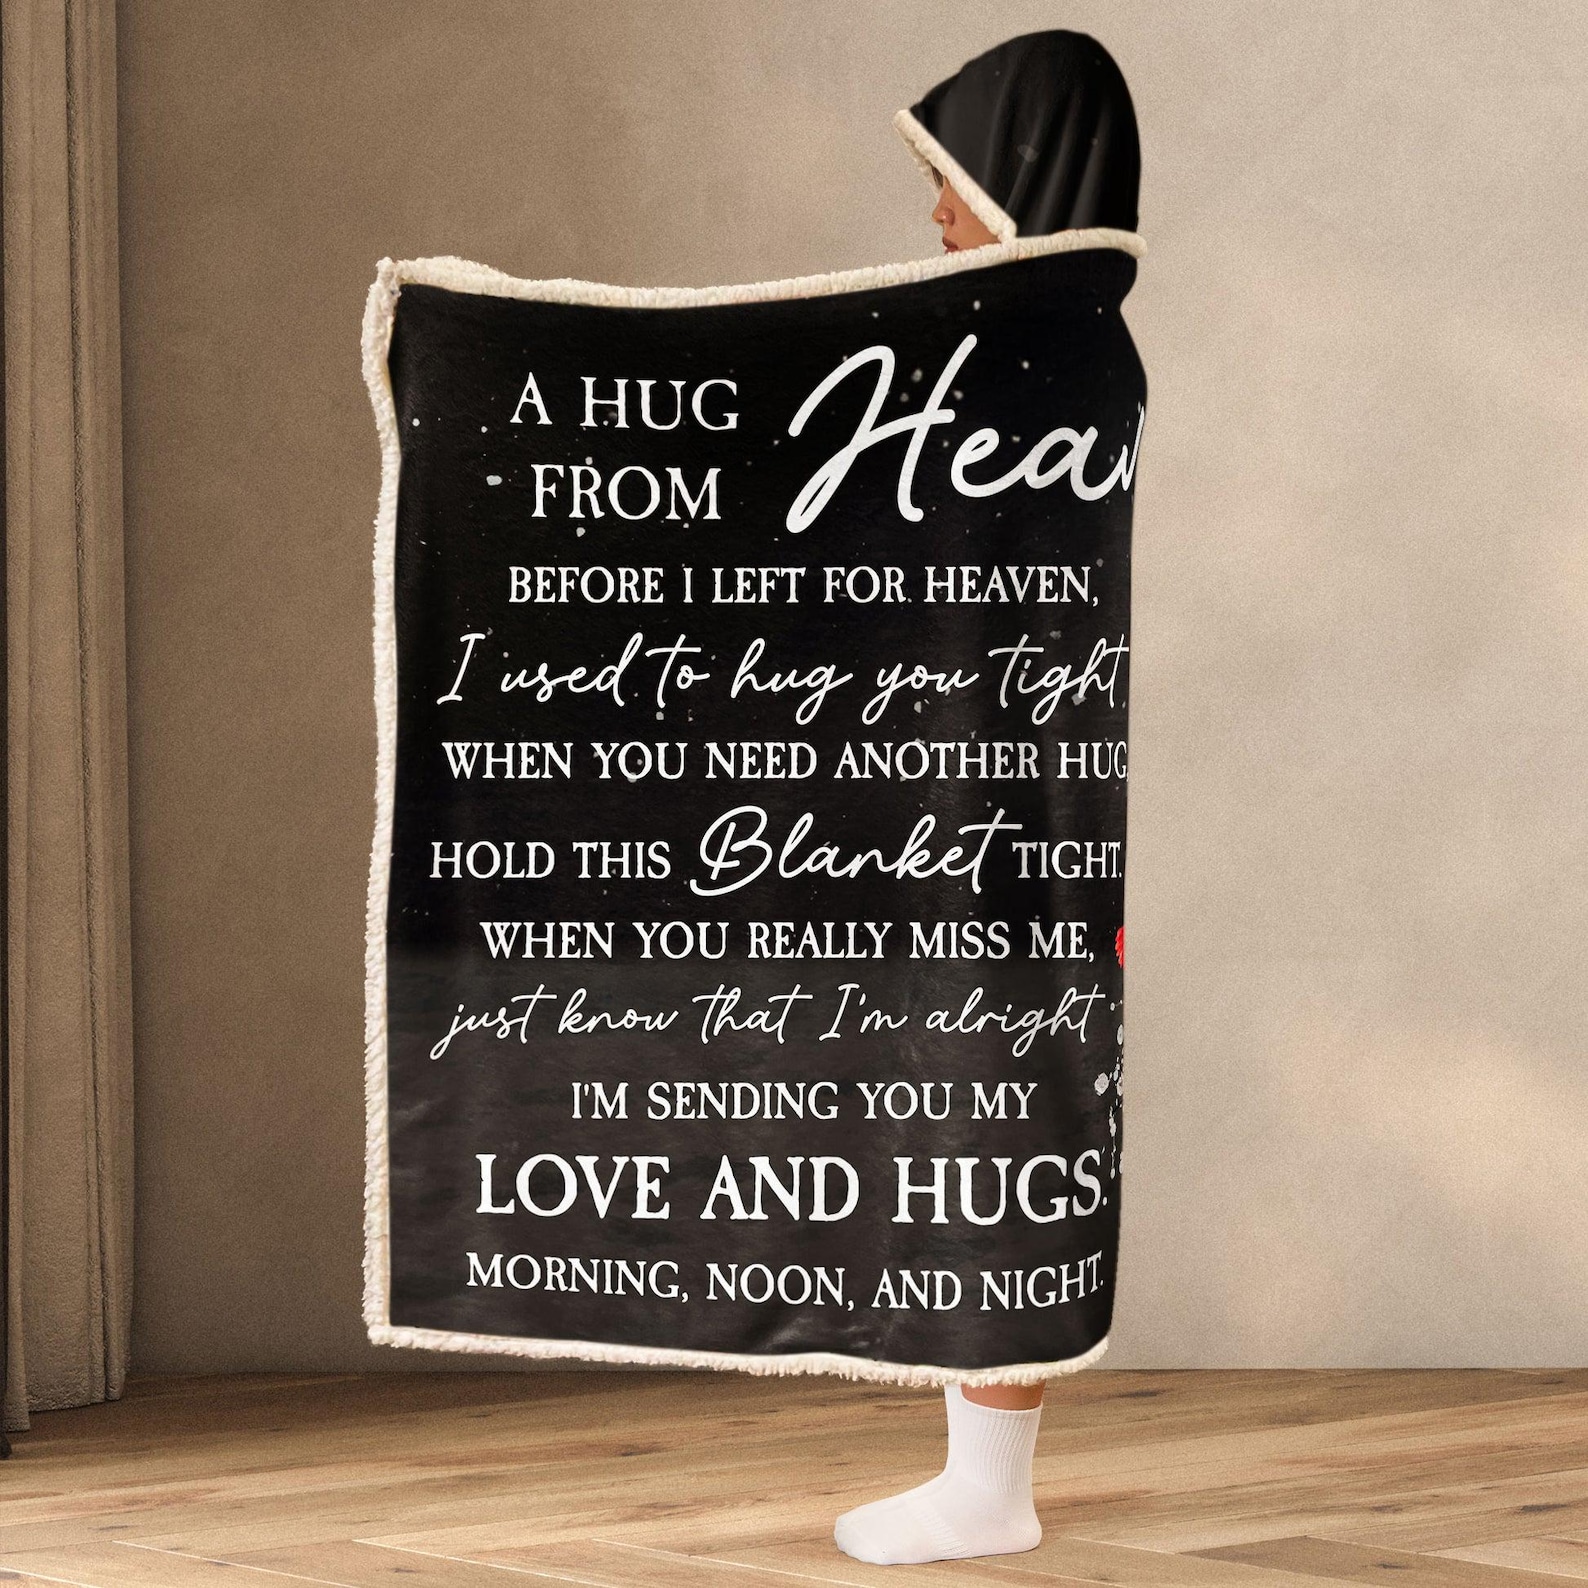 A HUG
FROM Heav
BEFORE I LEFT FOR HEAVEN,
I used to hug you tight
WHEN YOU NEED ANOTHER HUG,
HOLD THIS Blanket TIGHT.
WHEN YOU REALLY MISS ME,
just know that I'm alright
I'M SENDING YOU MY
LOVE AND HUGS.
MORNING, NOON, AND NIGHT.